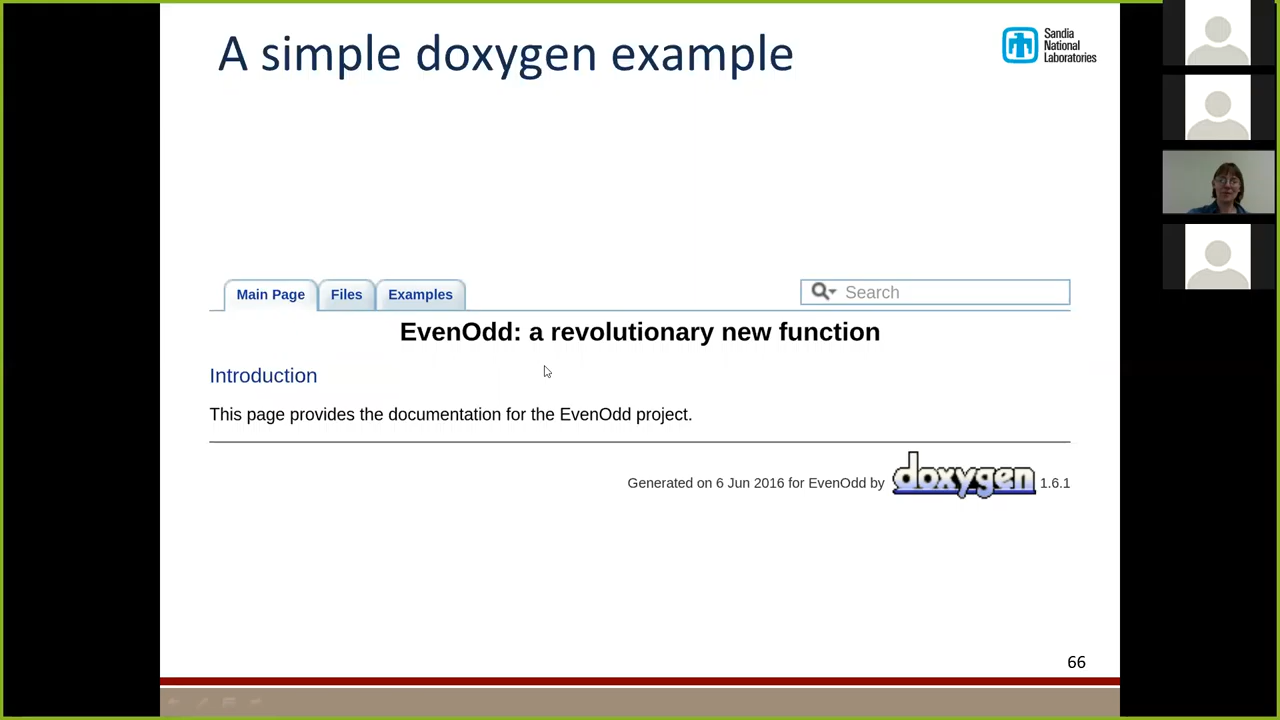 A simple doxygen example
Sandia
National
Laboratories
Main Page
Files
Examples
Search
EvenOdd: a revolutionary new function
Introduction
This page provides the documentation for the EvenOdd project.
Generated on 6 Jun 2016 for EvenOdd by doxygen 1.6.1
66